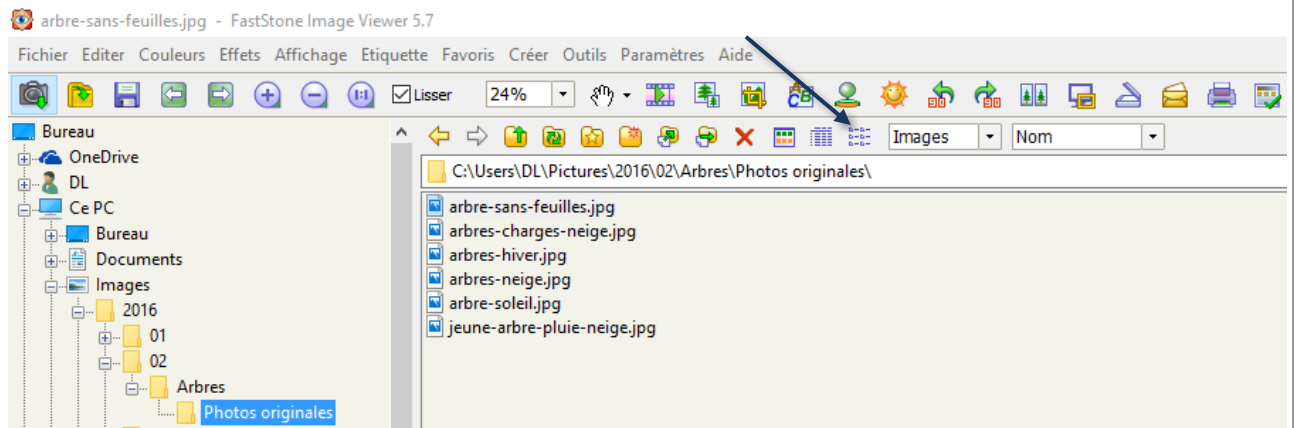 arbre-sans-feuilles.jpg - FastStone Image Viewer 5.7
Fichier Editer Couleurs Effets Affichage Etiquette Favoris Créer Outils Paramètres Aide
1:1 Lisser 24%
Bureau
Images Nom
OneDrive
C:\Users\DL\Pictures\2016\02\Arbres\Photos originales\
DL
Ce PC
Bureau
Documents
Images
2016
01
02
Arbres
Photos originales
arbre-sans-feuilles.jpg
arbres-charges-neige.jpg
arbres-hiver.jpg
arbres-neige.jpg
arbre-soleil.jpg
jeune-arbre-pluie-neige.jpg